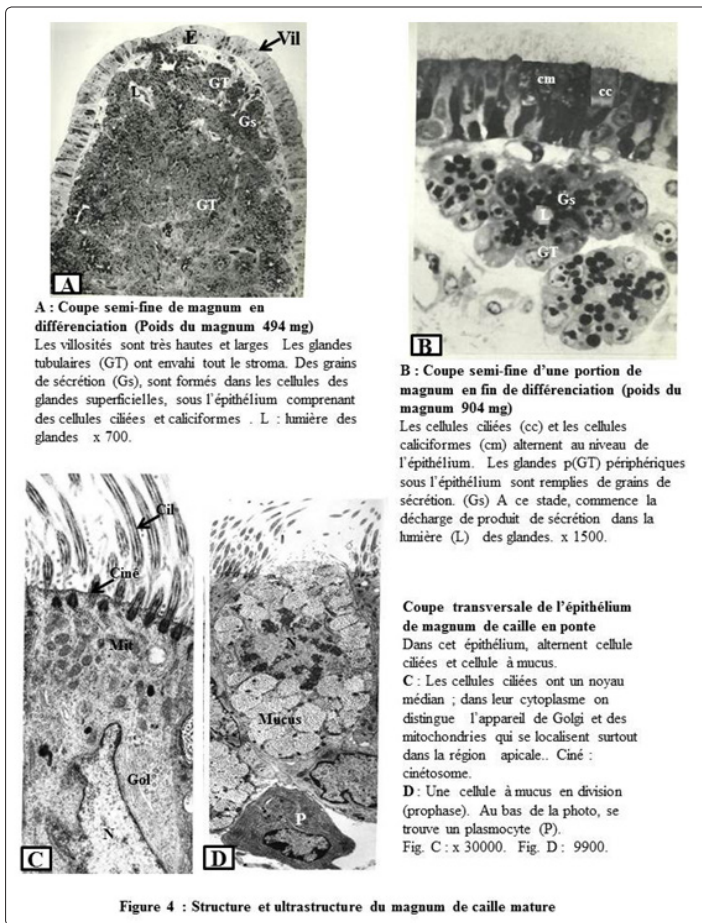 E
Vil
GT
L
Gs
GT
A
A : Coupe semi-fine de magnum en
différenciation (Poids du magnum 494 mg)
Les villosités sont très hautes et larges Les glandes
tubulaires (GT) ont envahi tout le stroma. Des grains
de sécrétion (Gs), sont formés dans les cellules des
glandes superficielles, sous l’épithélium comprenant
des cellules ciliées et caliciformes . L : lumière des
glandes x 700.
cm
cc
Gs
L
GT
B
B : Coupe semi-fine d’une portion de
magnum en fin de différenciation (poids du
magnum 904 mg)
Les cellules ciliées (cc) et les cellules
caliciformes (cm) alternent au niveau de
l’épithélium. Les glandes p(GT) périphériques
sous l’épithélium sont remplies de grains de
sécrétion. (Gs) A ce stade, commence la
décharge de produit de sécrétion dans la
lumière (L) des glandes. x 1500.
Cil
Ciné
Mit
Gol
N
C
N
Mucus
P
D
Coupe transversale de l’épithélium
de magnum de caille en ponte
Dans cet épithélium, alternent cellule
ciliées et cellule à mucus.
C : Les cellules ciliées ont un noyau
médian ; dans leur cytoplasme on
distingue l’appareil de Golgi et des
mitochondries qui se localisent surtout
dans la région apicale.. Ciné :
cinétosome.
D : Une cellule à mucus en division
(prophase). Au bas de la photo, se
trouve un plasmocyte (P).
Fig. C : x 30000. Fig. D : 9900.
Figure 4 : Structure et ultrastructure du magnum de caille mature